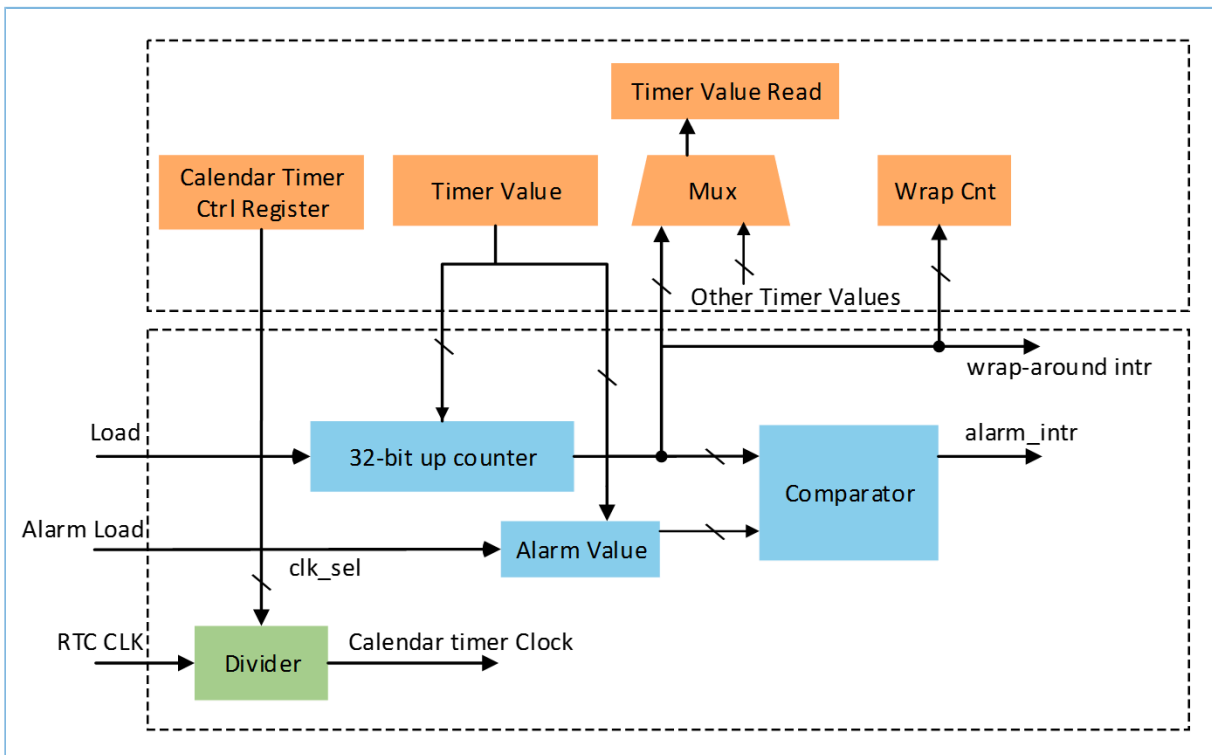 Timer Value Read
Calendar Timer
Ctrl Register
Timer Value
Mux
Wrap Cnt
Other Timer Values
wrap-around intr
Load
32-bit up counter
alarm_intr
Comparator
Alarm Load
Alarm Value
clk_sel
RTC CLK
Divider
Calendar timer Clock